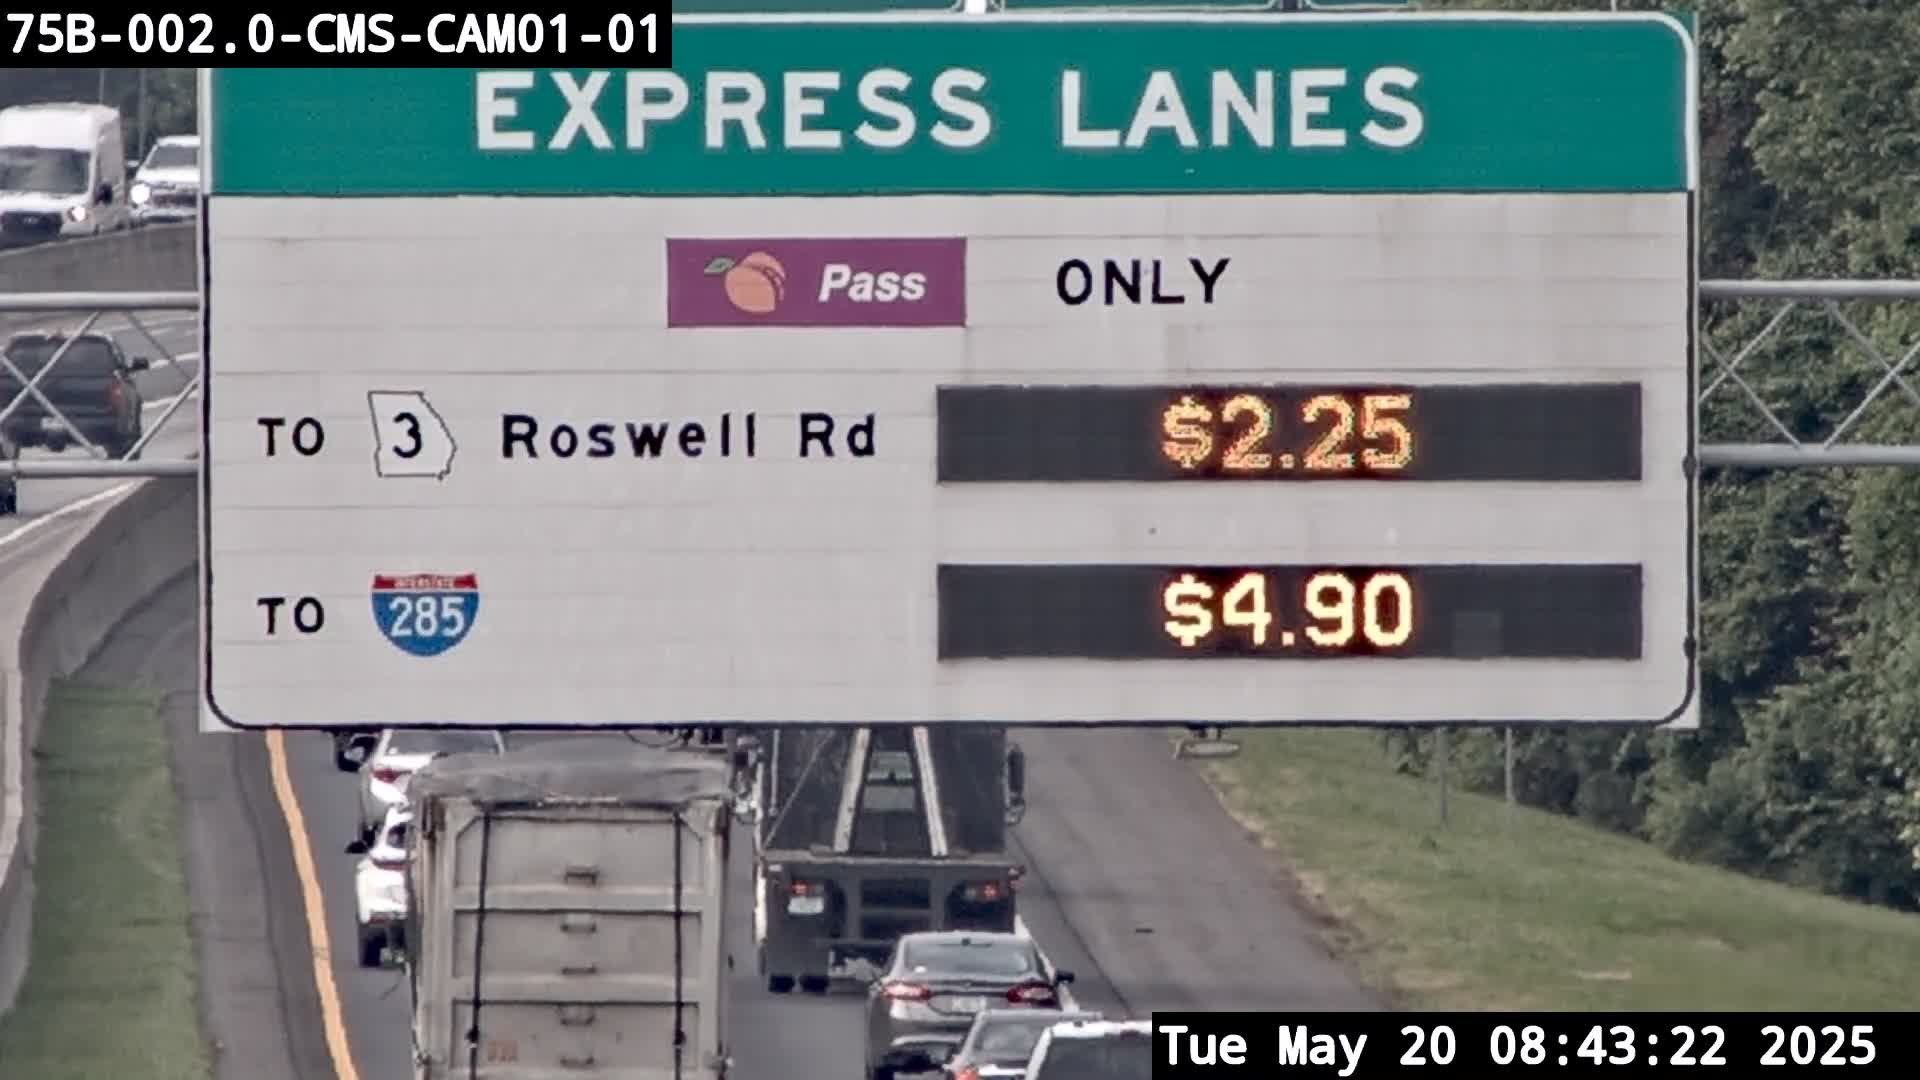 75B-002.0-CMS-CAM01-01
EXPRESS LANES
Pass ONLY
TO 3 Roswell Rd $2.25
TO INTERSTATE 285 $4.90
Tue May 20 08:43:22 2025